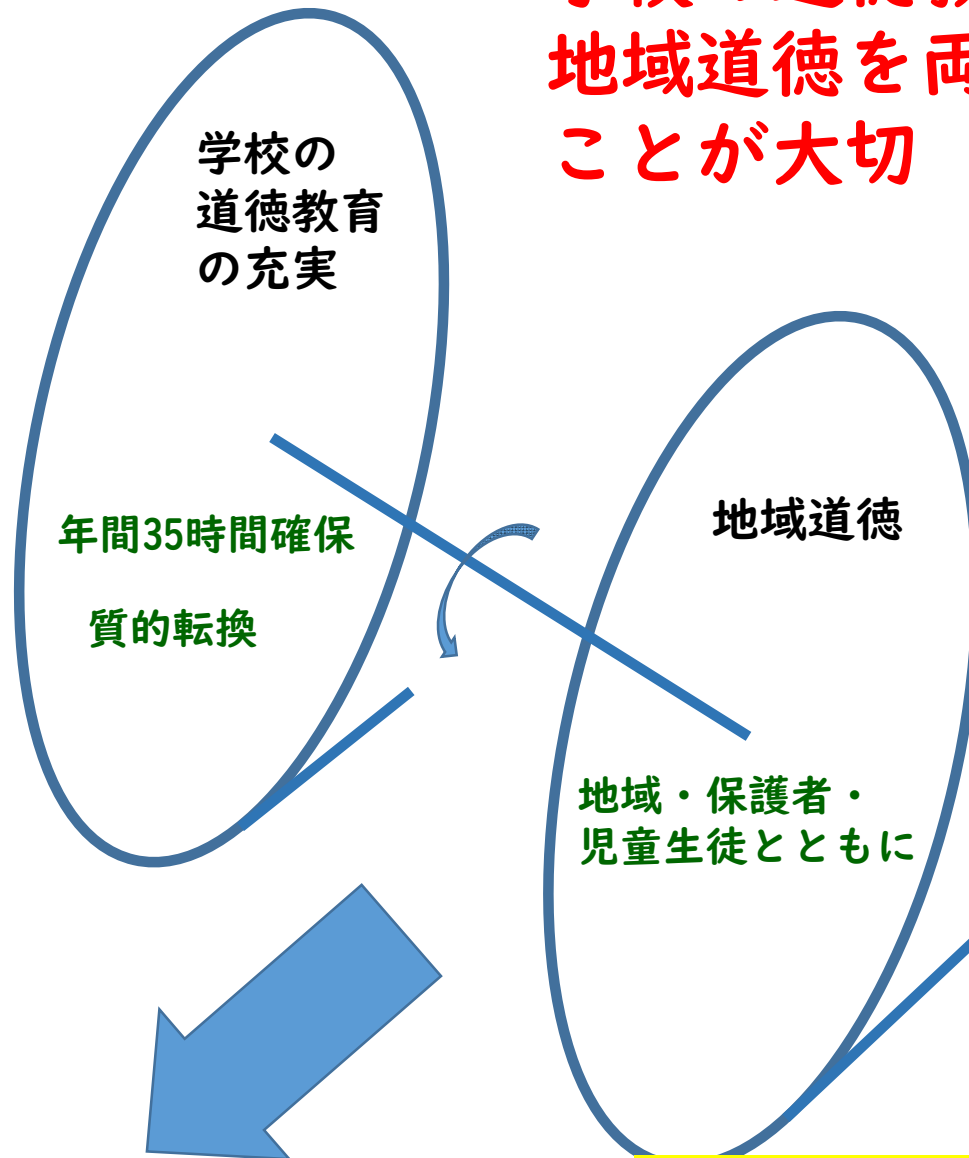 地域道徳を両
ことが大切
学校の
道徳教育
の充実
年間35時間確保
質的転換
地域道徳
地域・保護者・
児童生徒とともに